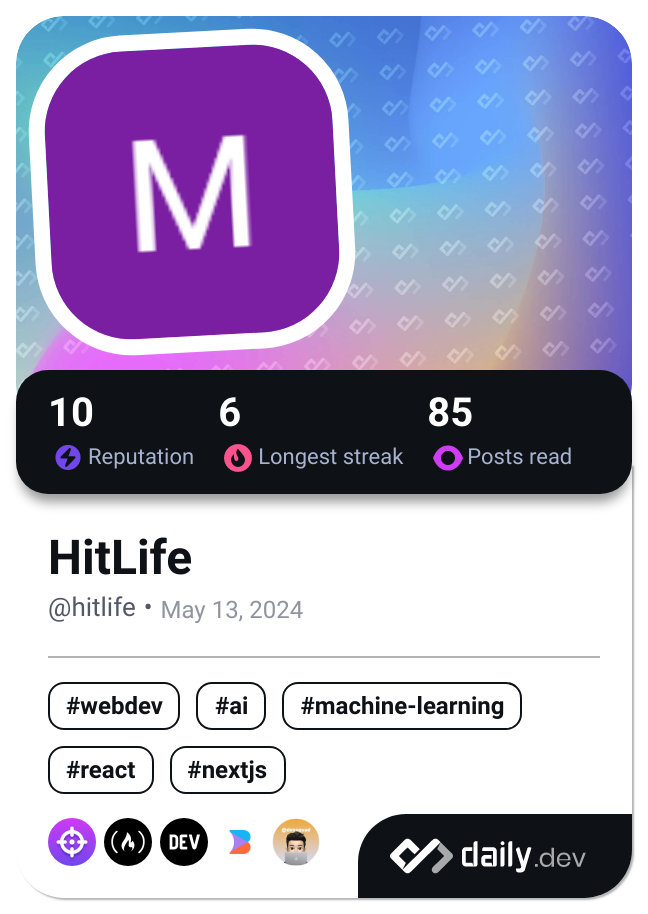 M
10 6 85
Reputation Longest streak Posts read
HitLife
@hitlife • May 13, 2024
#webdev #ai #machine-learning
#react #nextjs
DEV
daily.dev